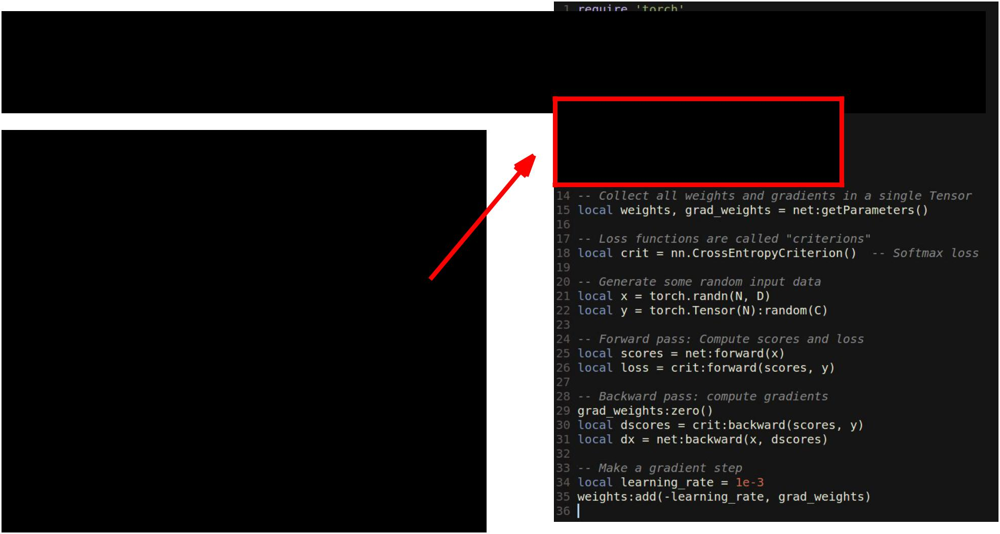 1 require 'torch'
14 -- Collect all weights and gradients in a single Tensor
15 local weights, grad_weights = net:getParameters()
16
17 -- Loss functions are called "criterions"
18 local crit = nn.CrossEntropyCriterion()  -- Softmax loss
19
20 -- Generate some random input data
21 local x = torch.randn(N, D)
22 local y = torch.Tensor(N):random(C)
23
24 -- Forward pass: Compute scores and loss
25 local scores = net:forward(x)
26 local loss = crit:forward(scores, y)
27
28 -- Backward pass: compute gradients
29 grad_weights:zero()
30 local dscores = crit:backward(scores, y)
31 local dx = net:backward(x, dscores)
32
33 -- Make a gradient step
34 local learning_rate = 1e-3
35 weights:add(-learning_rate, grad_weights)
36